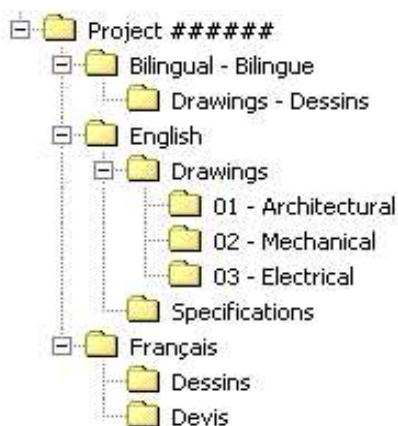 Project ######
Bilingual - Bilingue
Drawings - Dessins
English
Drawings
01 - Architectural
02 - Mechanical
03 - Electrical
Specifications
Français
Dessins
Devis